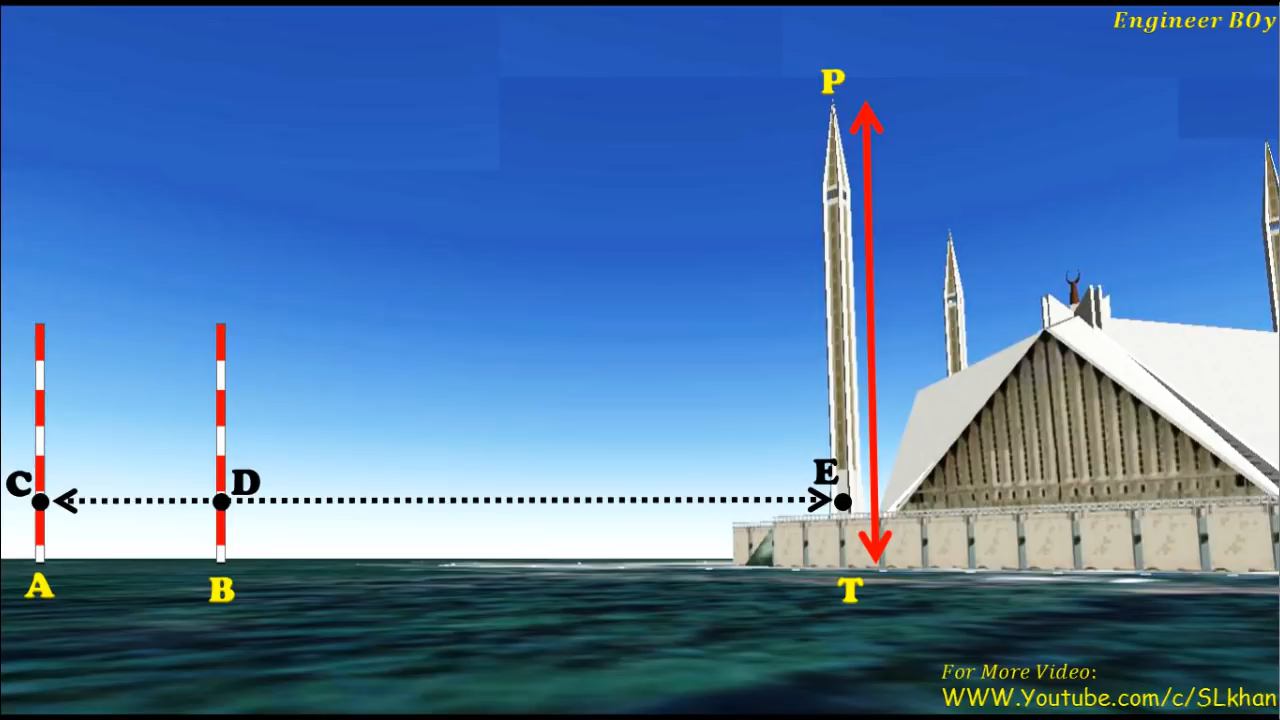 Engineer BOy
P
C
D
E
A
B
T
For More Video:
WWW.Youtube.com/c/SLkhan